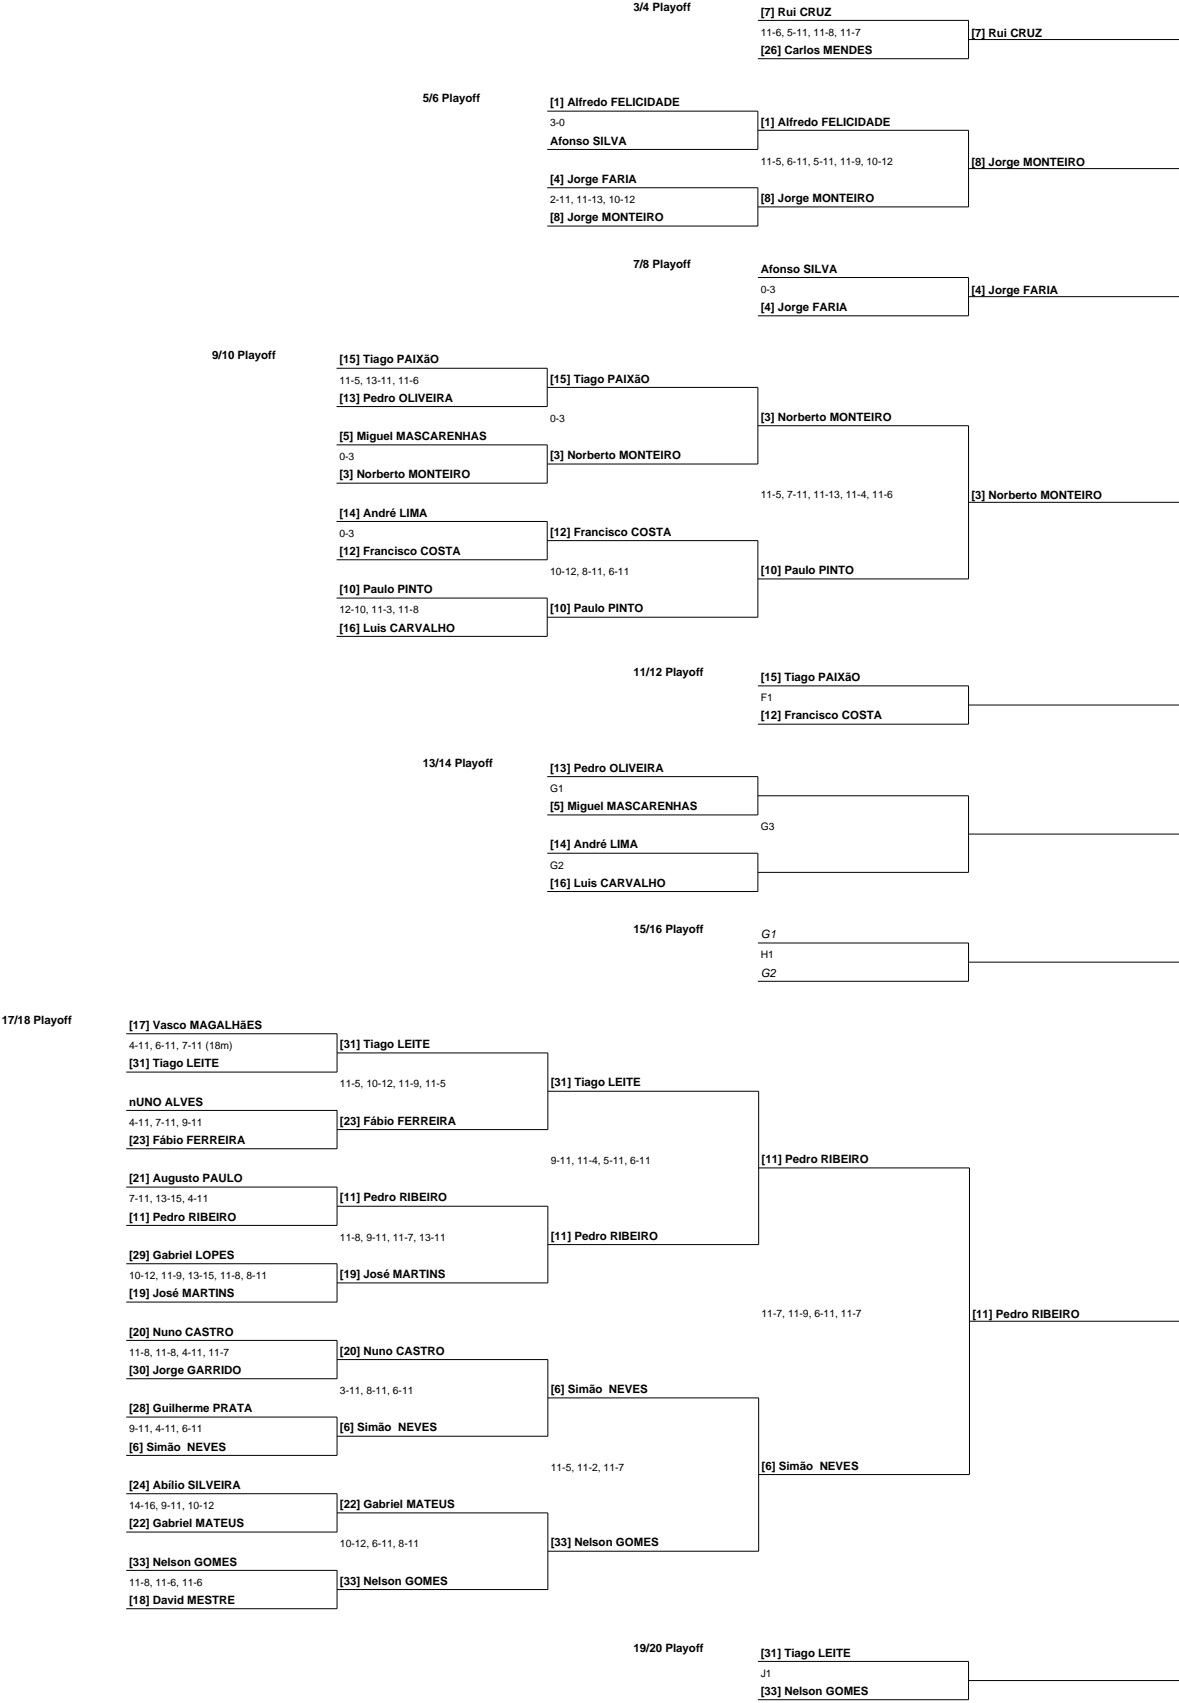 3/4 Playoff
[7] Rui CRUZ
11-6, 5-11, 11-8, 11-7
[7] Rui CRUZ
[26] Carlos MENDES
5/6 Playoff
[1] Alfredo FELICIDADE
3-0
[1] Alfredo FELICIDADE
Afonso SILVA
11-5, 6-11, 5-11, 11-9, 10-12
[8] Jorge MONTEIRO
[4] Jorge FARIA
2-11, 11-13, 10-12
[8] Jorge MONTEIRO
[8] Jorge MONTEIRO
7/8 Playoff
Afonso SILVA
0-3
[4] Jorge FARIA
[4] Jorge FARIA
9/10 Playoff
[15] Tiago PAIXãO
11-5, 13-11, 11-6
[15] Tiago PAIXãO
[13] Pedro OLIVEIRA
0-3
[3] Norberto MONTEIRO
[5] Miguel MASCARENHAS
0-3
[3] Norberto MONTEIRO
[3] Norberto MONTEIRO
11-5, 7-11, 11-13, 11-4, 11-6
[3] Norberto MONTEIRO
[14] André LIMA
0-3
[12] Francisco COSTA
[12] Francisco COSTA
10-12, 8-11, 6-11
[10] Paulo PINTO
[10] Paulo PINTO
12-10, 11-3, 11-8
[10] Paulo PINTO
[16] Luis CARVALHO
11/12 Playoff
[15] Tiago PAIXãO
F1
[12] Francisco COSTA
13/14 Playoff
[13] Pedro OLIVEIRA
G1
[5] Miguel MASCARENHAS
G3
[14] André LIMA
G2
[16] Luis CARVALHO
15/16 Playoff
G1
H1
G2
17/18 Playoff
[17] Vasco MAGALHãES
4-11, 6-11, 7-11 (18m)
[31] Tiago LEITE
[31] Tiago LEITE
11-5, 10-12, 11-9, 11-5
[31] Tiago LEITE
nUNO ALVES
4-11, 7-11, 9-11
[23] Fábio FERREIRA
[23] Fábio FERREIRA
9-11, 11-4, 5-11, 6-11
[11] Pedro RIBEIRO
[21] Augusto PAULO
7-11, 13-15, 4-11
[11] Pedro RIBEIRO
[11] Pedro RIBEIRO
11-8, 9-11, 11-7, 13-11
[11] Pedro RIBEIRO
[29] Gabriel LOPES
10-12, 11-9, 13-15, 11-8, 8-11
[19] José MARTINS
[19] José MARTINS
11-7, 11-9, 6-11, 11-7
[11] Pedro RIBEIRO
[20] Nuno CASTRO
11-8, 11-8, 4-11, 11-7
[20] Nuno CASTRO
[30] Jorge GARRIDO
3-11, 8-11, 6-11
[6] Simão  NEVES
[28] Guilherme PRATA
9-11, 4-11, 6-11
[6] Simão  NEVES
[6] Simão  NEVES
11-5, 11-2, 11-7
[6] Simão  NEVES
[24] Abílio SILVEIRA
14-16, 9-11, 10-12
[22] Gabriel MATEUS
[22] Gabriel MATEUS
10-12, 6-11, 8-11
[33] Nelson GOMES
[33] Nelson GOMES
11-8, 11-6, 11-6
[33] Nelson GOMES
[18] David MESTRE
19/20 Playoff
[31] Tiago LEITE
J1
[33] Nelson GOMES